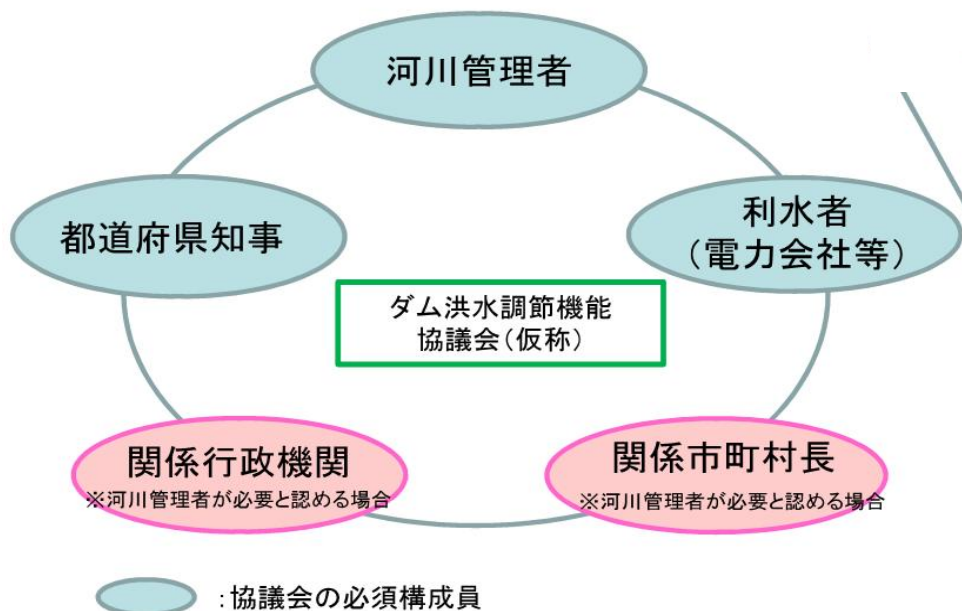 河川管理者
都道府県知事
利水者
（電力会社等）
ダム洪水調節機能
協議会（仮称）
関係行政機関
※河川管理者が必要と認める場合
関係市町村長
※河川管理者が必要と認める場合
：協議会の必須構成員